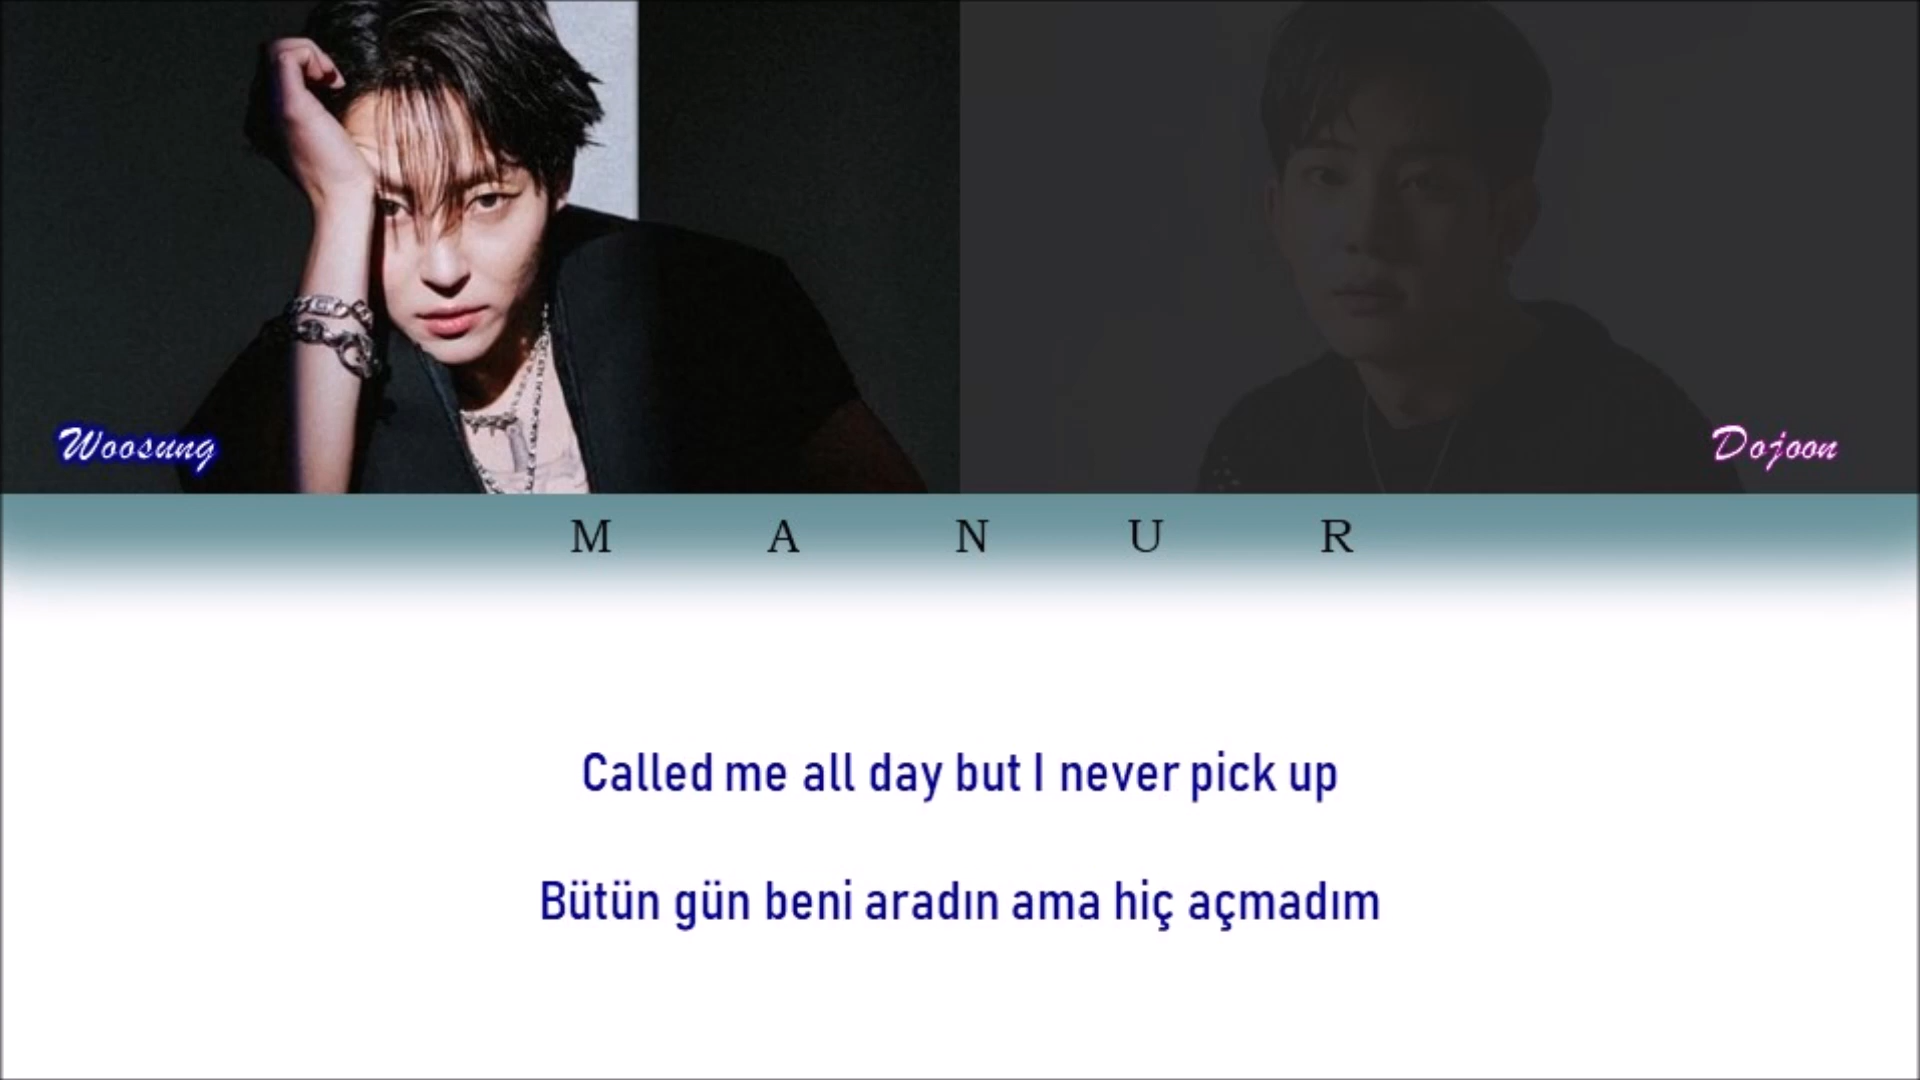 Woosung
Dojoon
M A N U R
Called me all day but I never pick up
Bütün gün beni aradın ama hiç açmadım